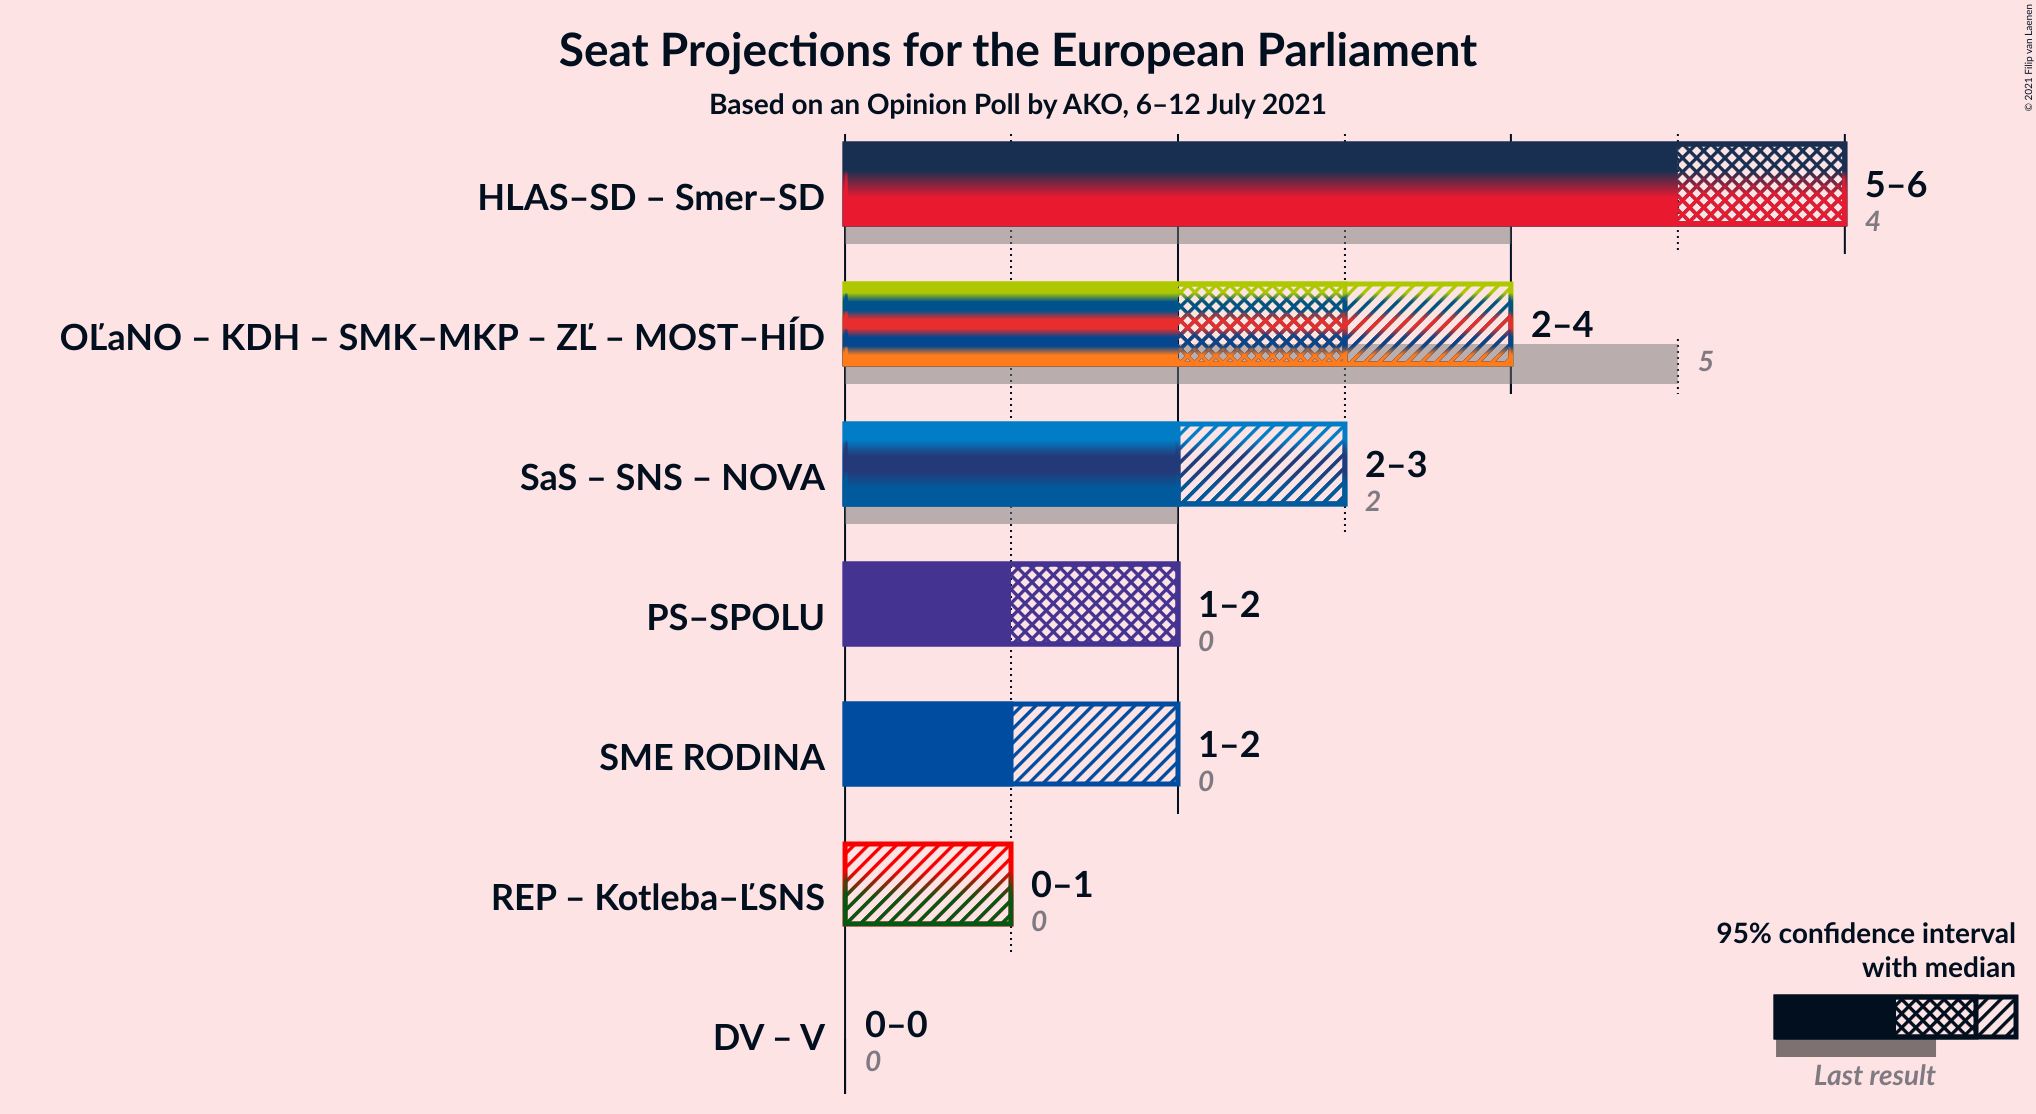 Seat Projections for the European Parliament
Based on an Opinion Poll by AKO, 6–12 July 2021
© 2021 Filip van Laenen
HLAS–SD – Smer–SD
5–6
4
OĽaNO – KDH – SMK–MKP – ZĽ – MOST–HÍD
2–4
5
SaS – SNS – NOVA
2–3
2
PS–SPOLU
1–2
0
SME RODINA
1–2
0
REP – Kotleba–ĽSNS
0–1
0
DV – V
0–0
0
95% confidence interval
with median
Last result